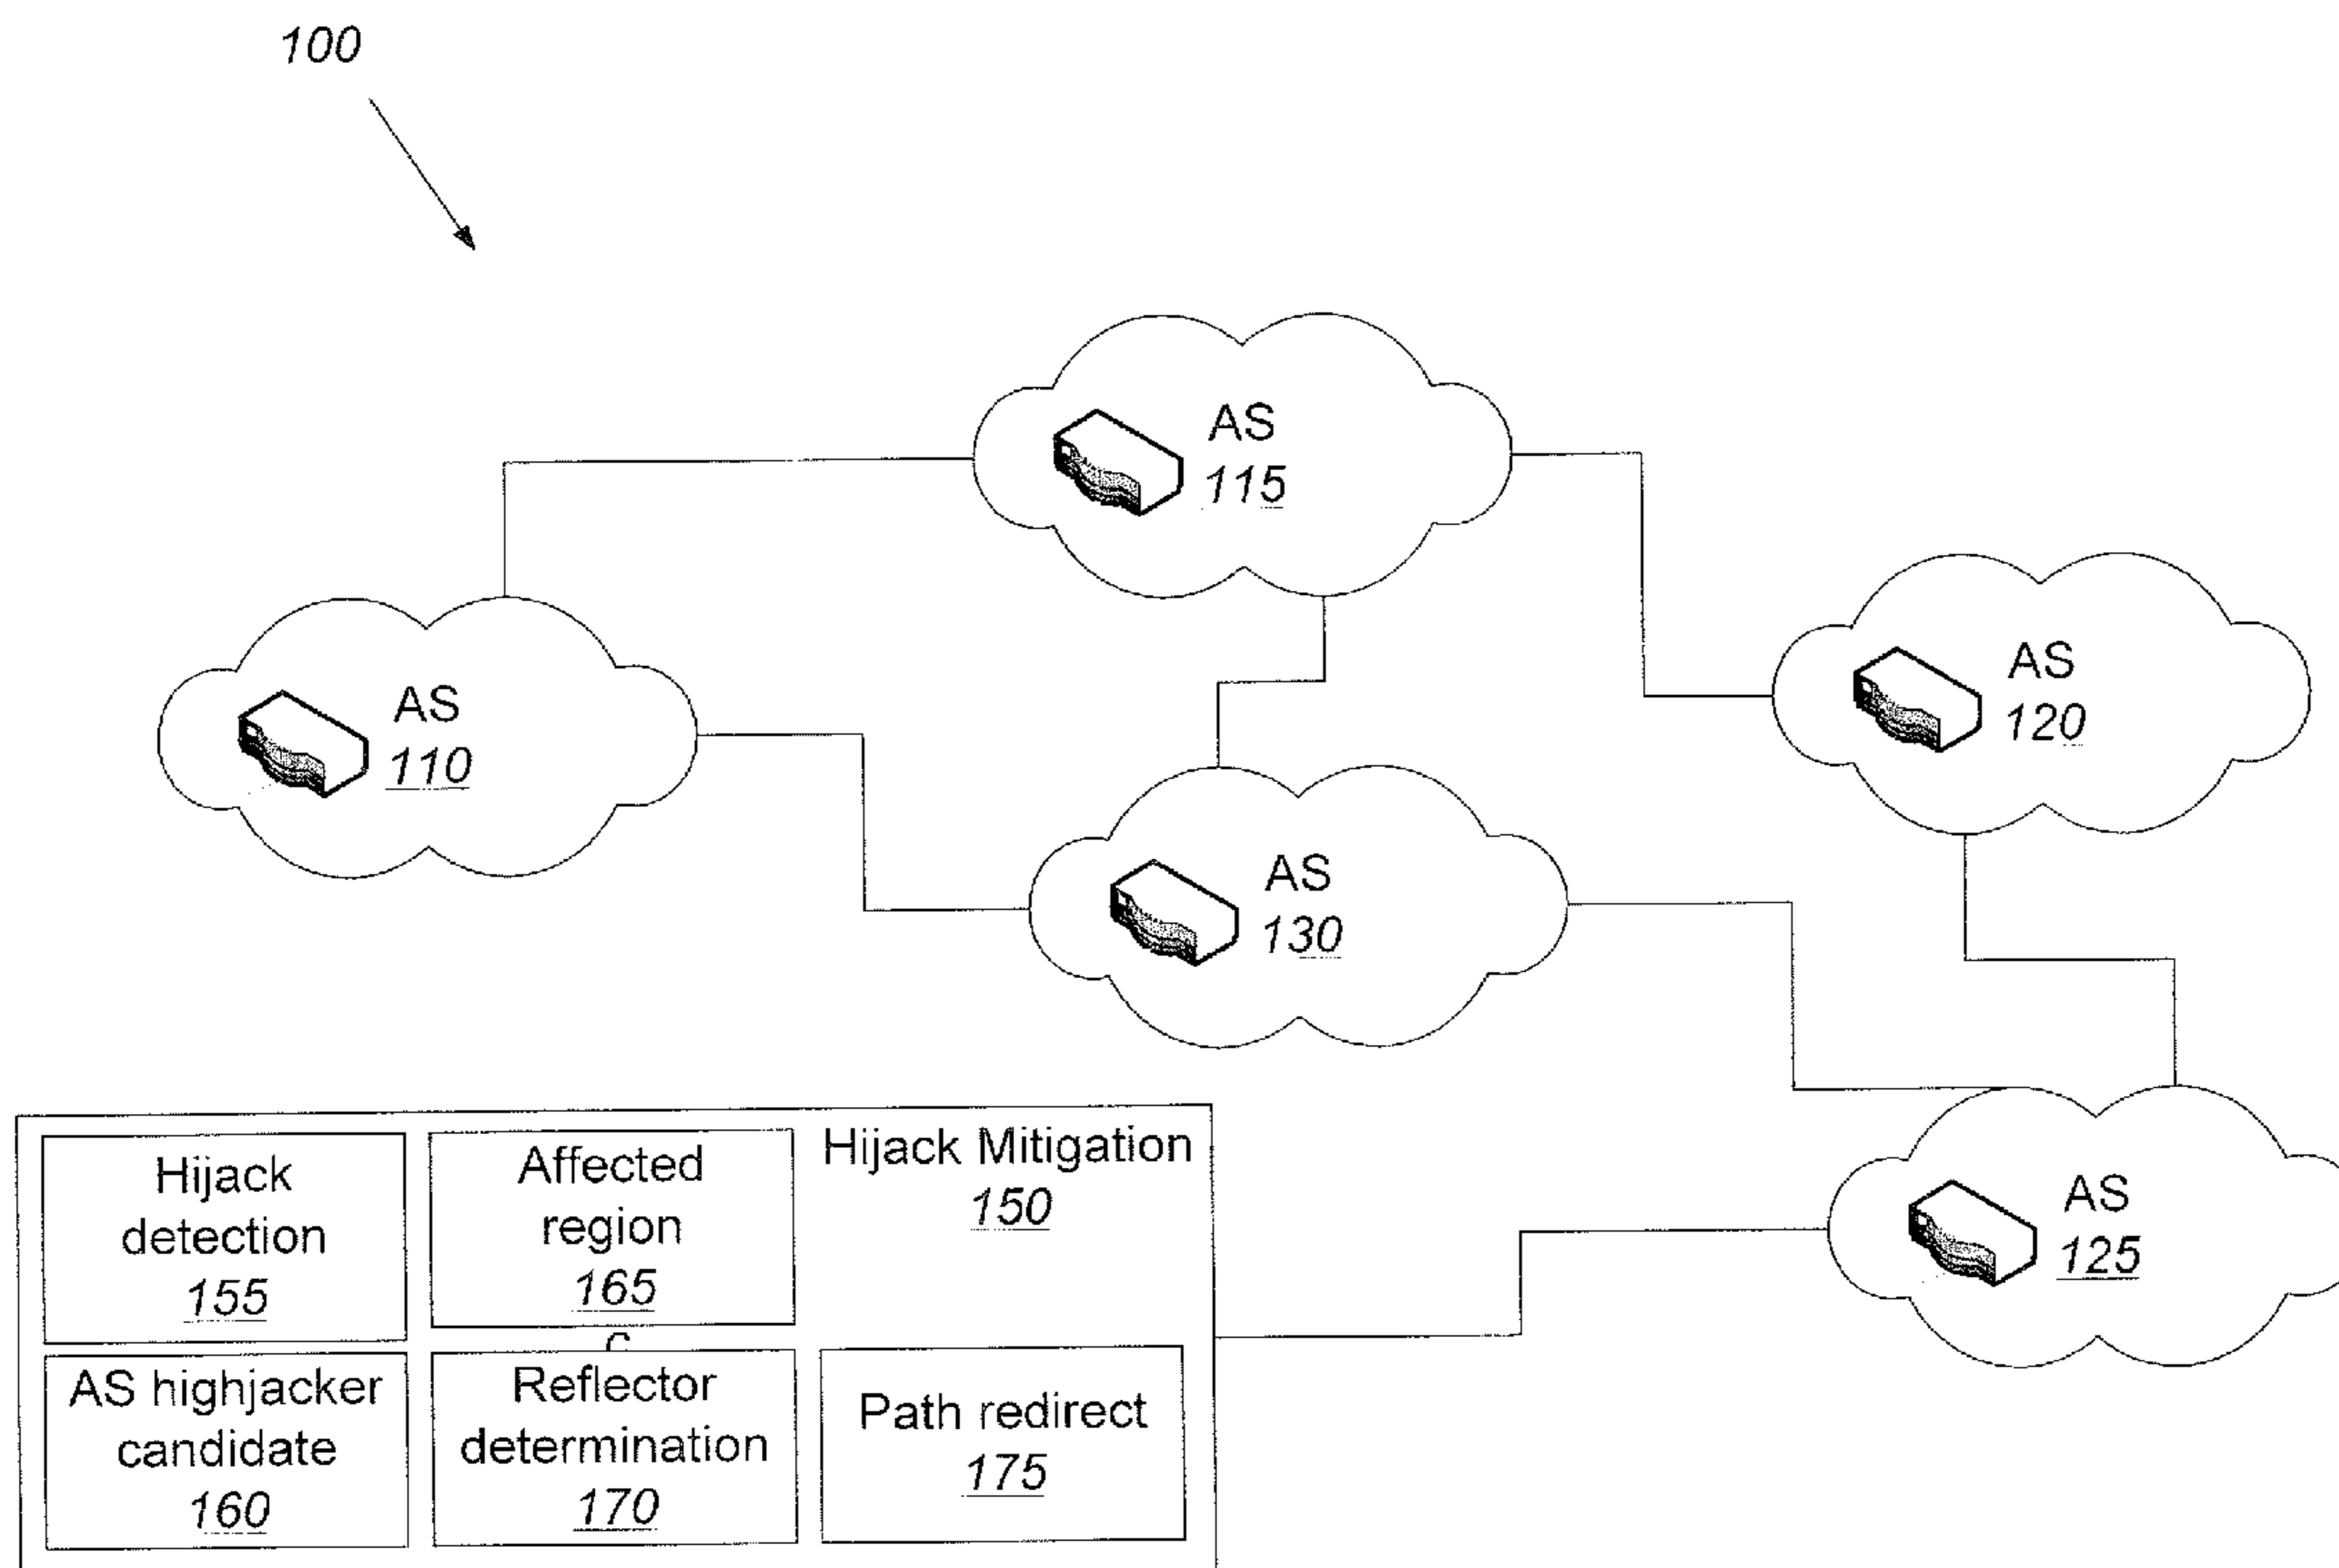 100
AS
115
AS
110
AS
120
AS
130
Hijack
detection
155
Affected
region
165
Hijack Mitigation
150
AS
125
AS highjacker
candidate
160
Reflector
determination
170
Path redirect
175